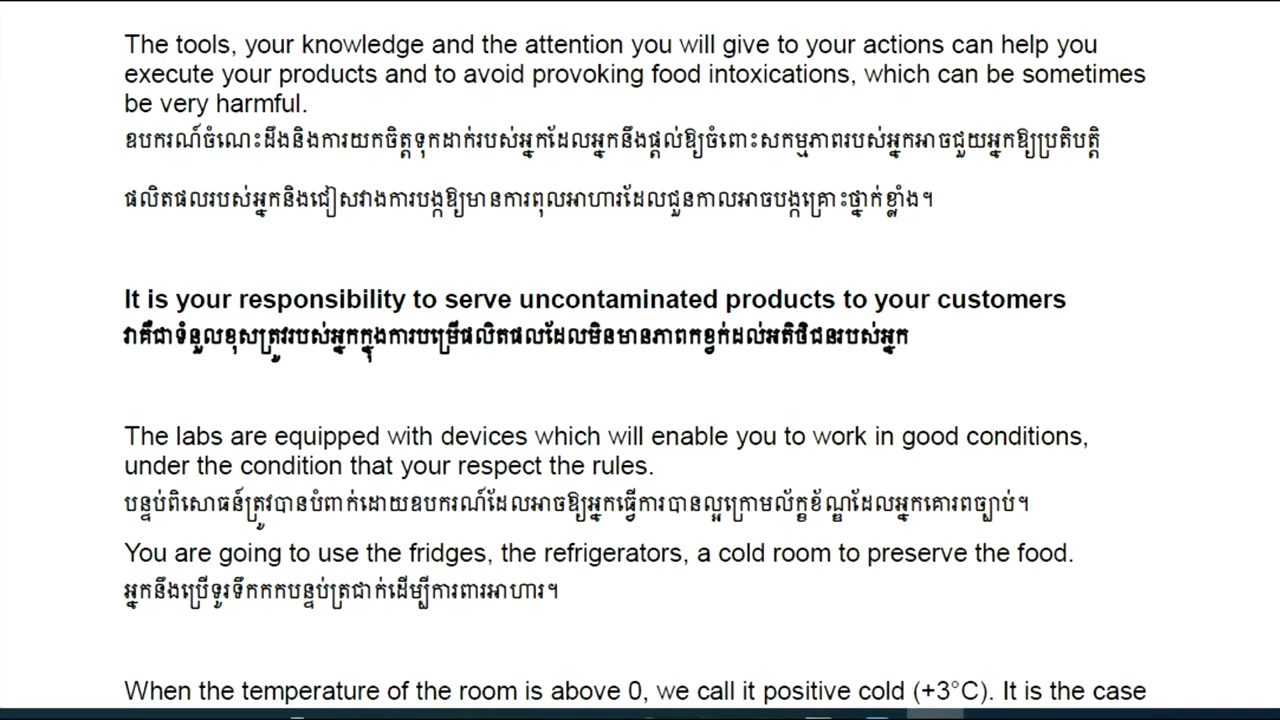 The tools, your knowledge and the attention you will give to your actions can help you
execute your products and to avoid provoking food intoxications, which can be sometimes
be very harmful.
ឧបករណ៍ចំណេះដឹងនិងការយកចិត្តទុកដាក់របស់អ្នកដែលអ្នកនឹងផ្តល់ឱ្យចំពោះសកម្មភាពរបស់អ្នកអាចជួយអ្នកឱ្យប្រតិបត្តិ
ផលិតផលរបស់អ្នកនិងជៀសវាងការបង្កឱ្យមានការពុលអាហារដែលជួនកាលអាចបង្កគ្រោះថ្នាក់ខ្លាំង។
It is your responsibility to serve uncontaminated products to your customers
វាគឺជាទំនួលខុសត្រូវរបស់អ្នកក្នុងការបម្រើផលិតផលដែលមិនមានភាពកខ្វក់ដល់អតិថិជនរបស់អ្នក
The labs are equipped with devices which will enable you to work in good conditions,
under the condition that your respect the rules.
បន្ទប់ពិសោធន៍ត្រូវបានបំពាក់ដោយឧបករណ៍ដែលអាចឱ្យអ្នកធ្វើការបានល្អក្រោមល័ក្ខខ័ណ្ឌដែលអ្នកគោរពច្បាប់។
You are going to use the fridges, the refrigerators, a cold room to preserve the food.
អ្នកនឹងប្រើទូរទឹកកកបន្ទប់ត្រជាក់ដើម្បីការពារអាហារ។
When the temperature of the room is above 0, we call it positive cold (+3°C). It is the case